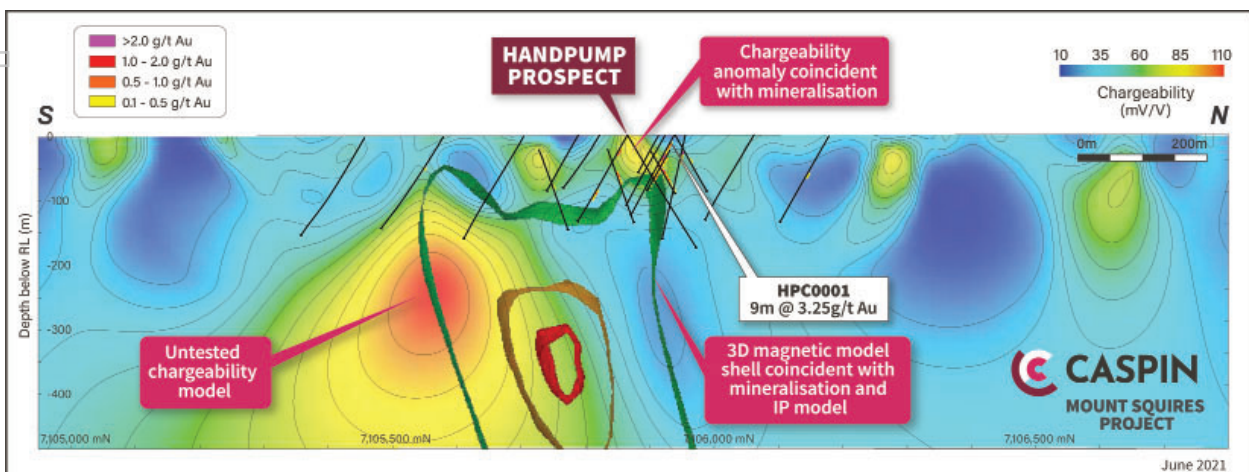 >2.0 g/t Au
1.0 - 2.0 g/t Au
0.5 - 1.0 g/t Au
0.1 - 0.5 g/t Au
HANDPUMP
PROSPECT
Chargeability
anomaly coincident
with mineralisation
10 35 60 85 110
Chargeability
(mV/V)
S
N
0m 200m
0
-100
-200
-300
-400
Depth below RL (m)
HPC0001
9m @ 3.25g/t Au
Untested
chargeability
model
3D magnetic model
shell coincident with
mineralisation and
IP model
CASPIN
MOUNT SQUIRES
PROJECT
7,105,000 mN
7,105,500 mN
7,106,000 mN
7,106,500 mN
June 2021